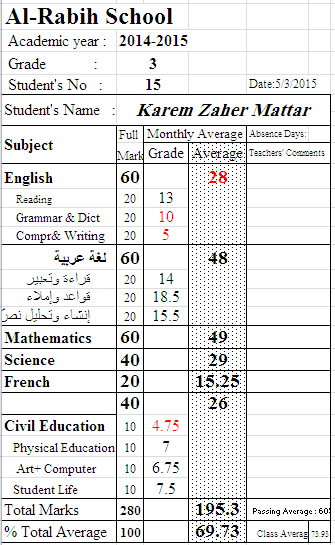 Al-Rabih School
Academic year : 2014-2015
Grade : 3
Student's No : 15 Date:5/3/2015
Student's Name : Karem Zaher Mattar
Subject Full Mark Monthly Average Absence Days:
Grade Average Teachers' Comments
English 60 28
Reading 20 13
Grammar & Dict 20 10
Compr& Writing 20 5
لغة عربية 60 48
قراءة وتعبير 20 14
قواعد وإملاء 20 18.5
إنشاء وتحليل نصّ 20 15.5
Mathematics 60 49
Science 40 29
French 20 15.25
40 26
Civil Education 10 4.75
Physical Education 10 7
Art+ Computer 10 6.75
Student Life 10 7.5
Total Marks 280 195.3 Passing Average : 60%
% Total Average 100 69.73 Class Averag 73.93